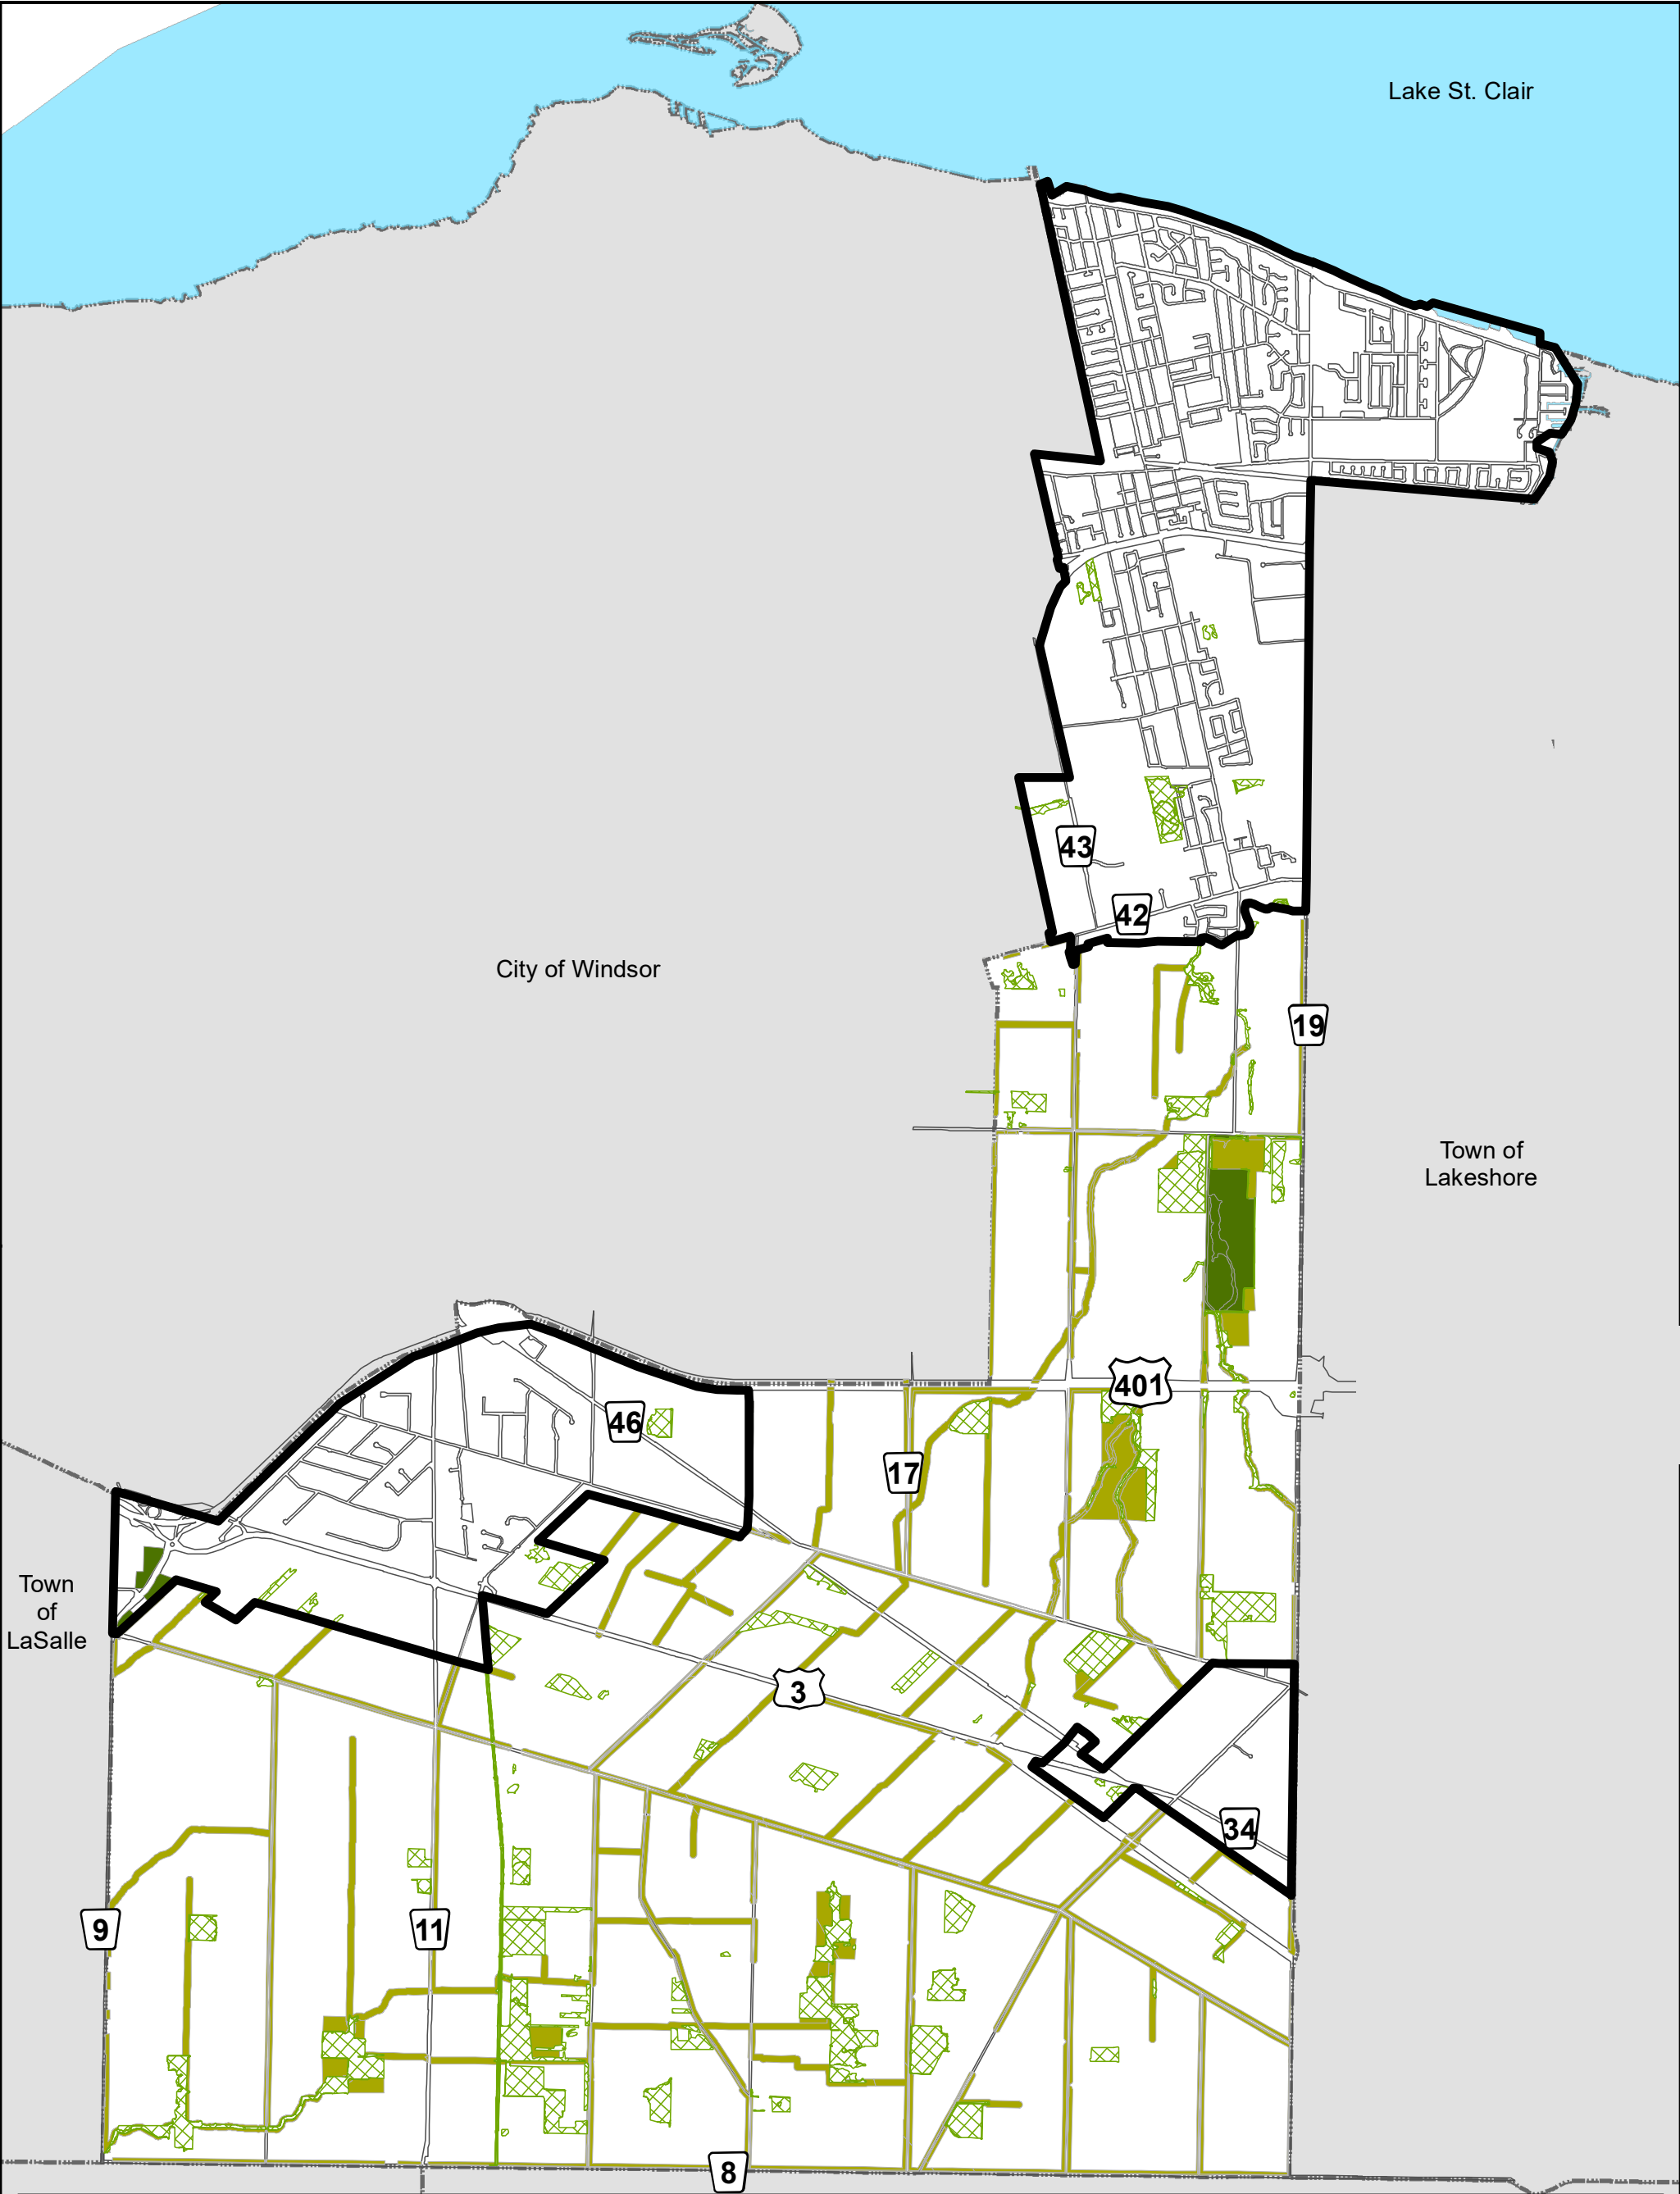 Lake St. Clair
43
42
City of Windsor
19
Town of
Lakeshore
401
46
17
Town
of
LaSalle
3
34
9
11
8